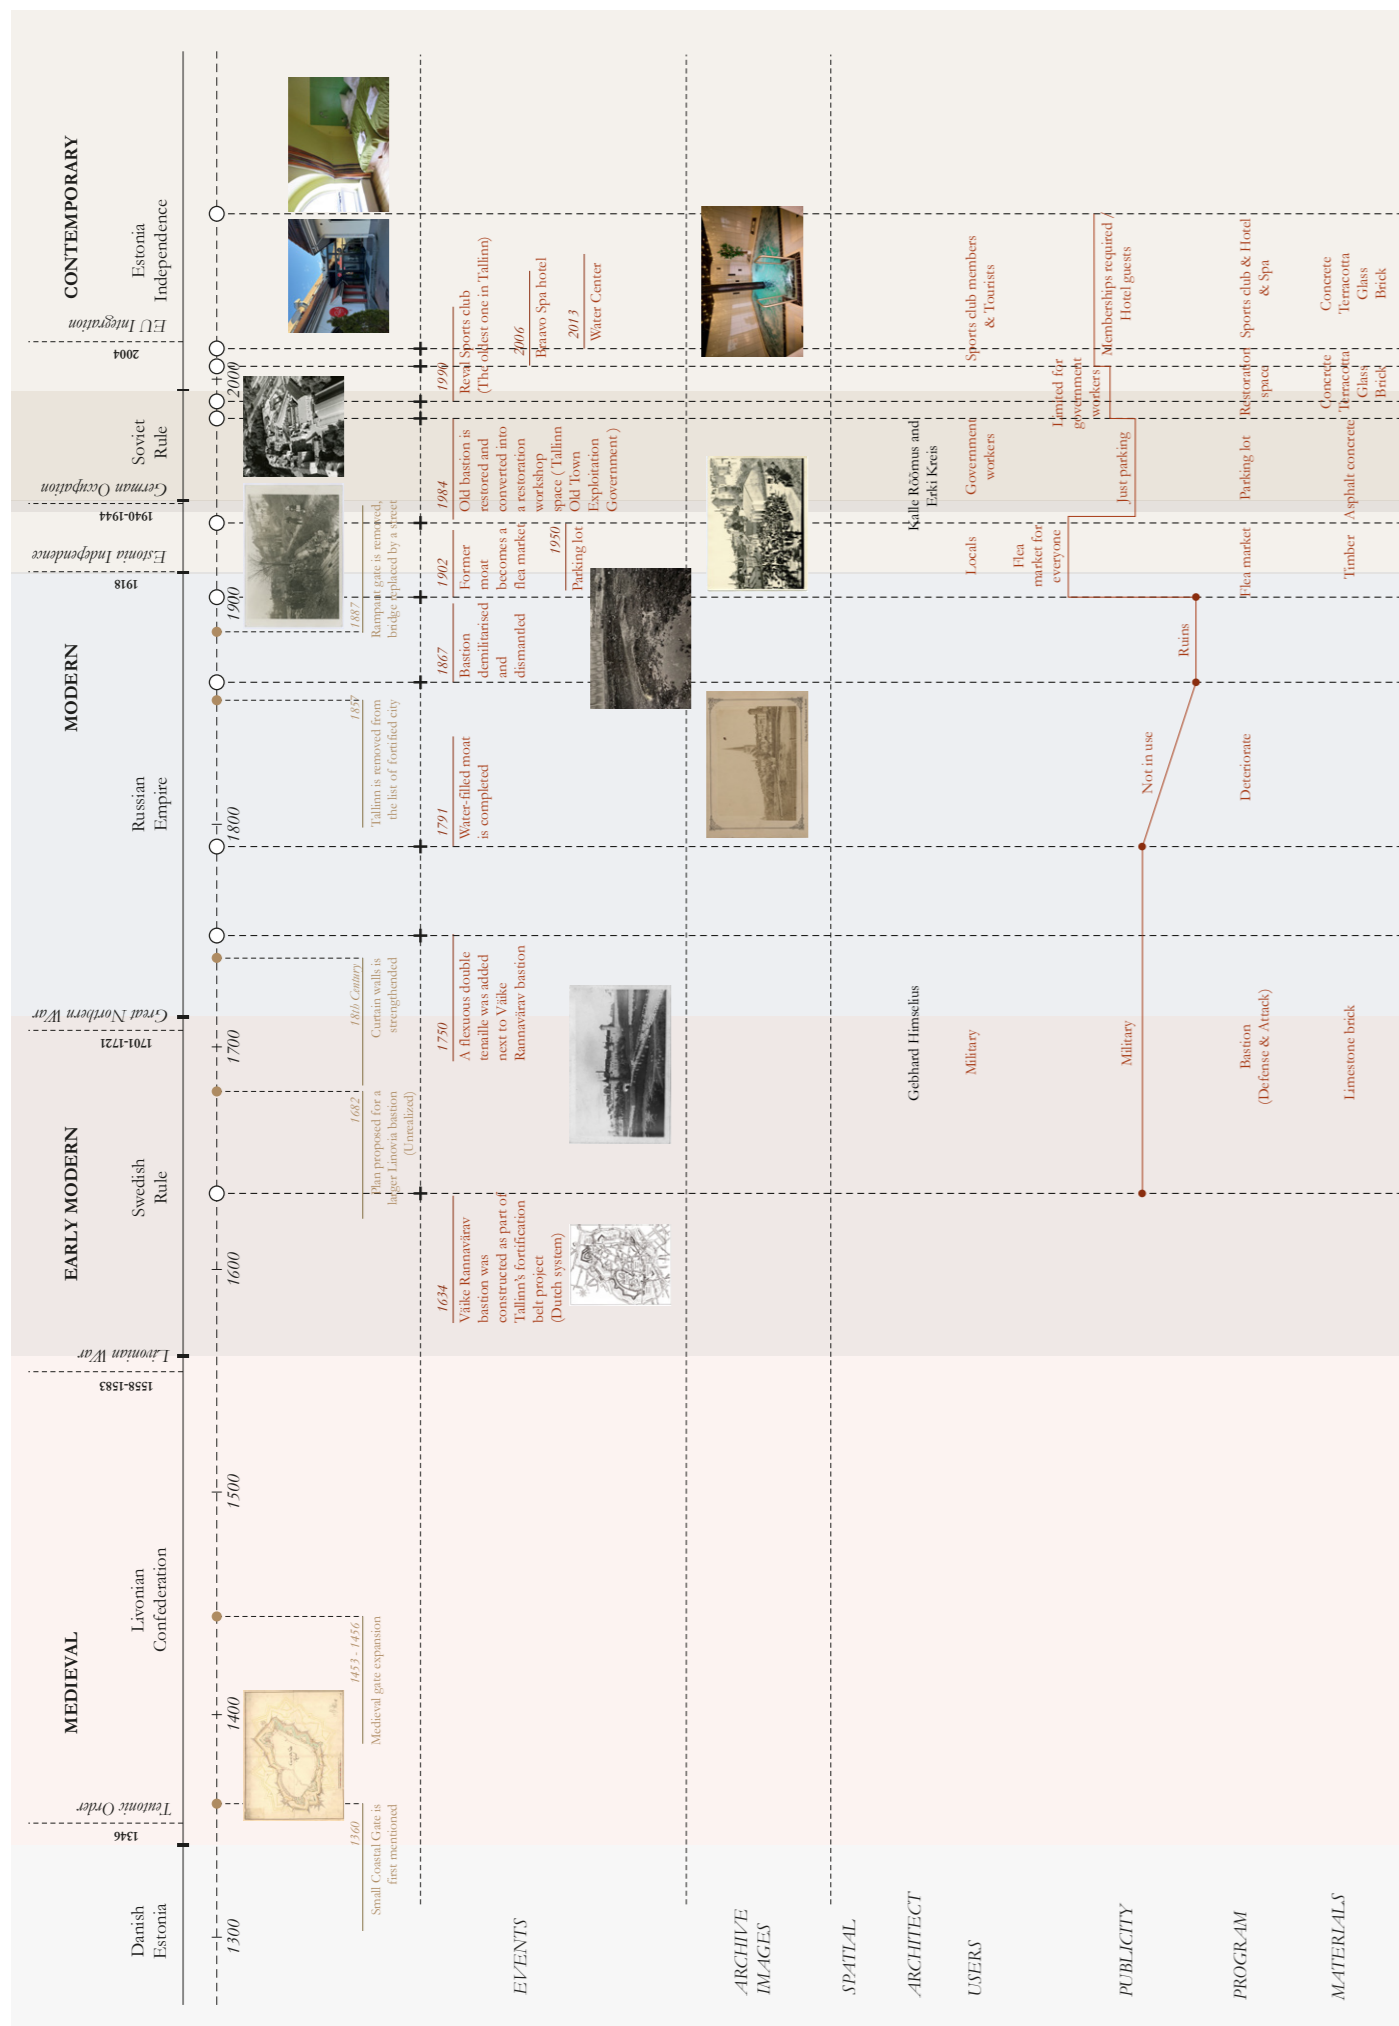 MEDIEVAL
EARLY MODERN
MODERN
CONTEMPORARY
Danish
Estonia
Livonian
Confederation
Swedish
Rule
Russian
Empire
Soviet
Rule
Estonia
Independence
1346
Teutonic Order
1558-1583
Livonian War
1701-1721
Great Northern War
1918
Estonia Independence
1940-1944
German Occupation
2004
EU Integration
1300
1400
1500
1600
1700
1800
1900
2000
1360
Small Coastal Gate is
first mentioned
1453 - 1456
Medieval gate expansion
1682
Plan proposed for a
larger Linovia bastion
(Unrealized)
18th Century
Curtain walls is
strengthended
1857
Tallinn is removed from
the list of fortified city
1887
Rampant gate is removed,
bridge replaced by a street
EVENTS
1634
Väike Rannavärav
bastion was
constructed as part of
Tallinn's fortification
belt project
(Dutch system)
1750
A flexuous double
tenaille was added
next to Väike
Rannavärav bastion
1791
Water-filled moat
is completed
1867
Bastion
demilitarised
and
dismantled
1902
Former
moat
becomes a
flea market
1950
Parking lot
1984
Old bastion is
restored and
converted into
a restoration
workshop
space ( Tallinn
Old Town
Exploitation
Government )
1990
Reval Sports club
(The oldest one in Tallinn)
2006
Braavo Spa hotel
2013
Water Center
ARCHIVE
IMAGES
SPATIAL
ARCHITECT
Gebhard Himselius
Kalle Rõõmus and
Erki Kreis
USERS
Military
Locals
Government
workers
Sports club members
& Tourists
PUBLICITY
Military
Not in use
Ruins
Flea
market for
everyone
Just parking
Limited for
government
workers
Memberships required /
Hotel guests
PROGRAM
Bastion
(Defense & Attack)
Deteriorate
Flea market
Parking lot
Restoration
space
Sports club & Hotel
& Spa
MATERIALS
Limestone brick
Timber
Asphalt concrete
Concrete
Terracotta
Glass
Brick
Concrete
Terracotta
Glass
Brick